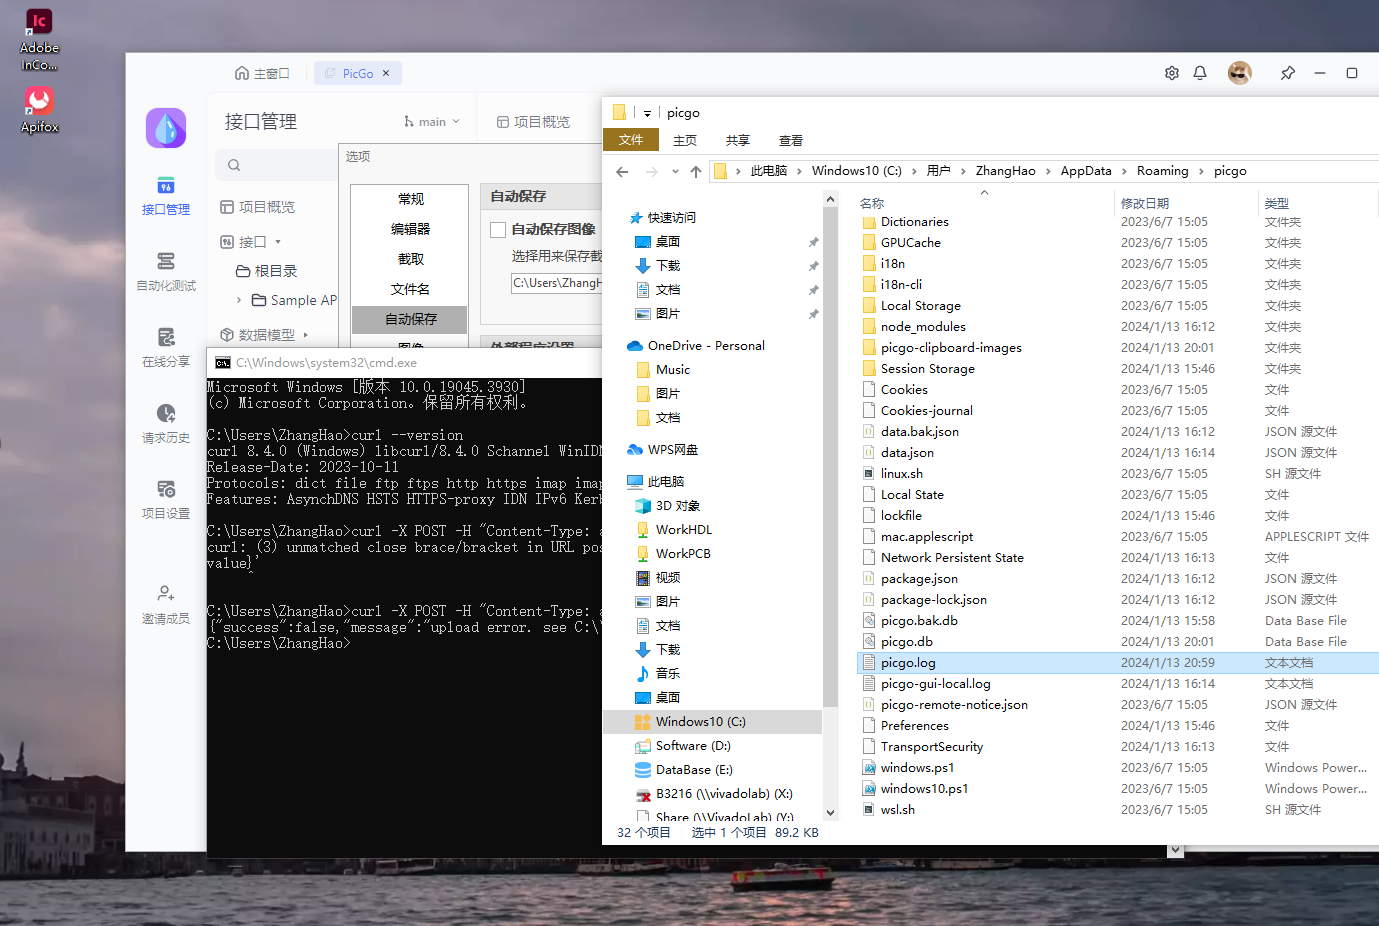 Adobe
InCo...
Apifox
主窗口
PicGo
接口管理
main
项目概览
接口管理
自动化测试
在线分享
请求历史
项目设置
邀请成员
项目概览
接口
根目录
Sample AP
数据模型
选项
常规
编辑器
截取
文件名
自动保存
自动保存
自动保存图像
选择用来保存截
C:\Users\ZhangH
C:\Windows\system32\cmd.exe
Microsoft Windows [版本 10.0.19045.3930]
(c) Microsoft Corporation。保留所有权利。
C:\Users\ZhangHao>curl --version
curl 8.4.0 (Windows) libcurl/8.4.0 Schannel WinIDN
Release-Date: 2023-10-11
Protocols: dict file ftp ftps http https imap imap
Features: AsynchDNS HSTS HTTPS-proxy IDN IPv6 Kerb
C:\Users\ZhangHao>curl -X POST -H "Content-Type: a
curl: (3) unmatched close brace/bracket in URL pos
value}'
^
C:\Users\ZhangHao>curl -X POST -H "Content-Type: a
{"success":false,"message":"upload error. see C:\
C:\Users\ZhangHao>
picgo
文件 主页 共享 查看
此电脑 › Windows10 (C:) › 用户 › ZhangHao › AppData › Roaming › picgo
快速访问
桌面
下载
文档
图片
OneDrive - Personal
Music
图片
文档
WPS网盘
此电脑
3D 对象
WorkHDL
WorkPCB
视频
图片
文档
下载
音乐
桌面
Windows10 (C:)
Software (D:)
DataBase (E:)
B3216 (\\vivadolab) (X:)
Share (\\VivadoLab) (Y:)
名称 修改日期 类型
Dictionaries 2023/6/7 15:05 文件夹
GPUCache 2023/6/7 15:05 文件夹
i18n 2023/6/7 15:05 文件夹
i18n-cli 2023/6/7 15:05 文件夹
Local Storage 2023/6/7 15:05 文件夹
node_modules 2024/1/13 16:12 文件夹
picgo-clipboard-images 2024/1/13 20:01 文件夹
Session Storage 2024/1/13 15:46 文件夹
Cookies 2023/6/7 15:05 文件
Cookies-journal 2023/6/7 15:05 文件
data.bak.json 2024/1/13 16:12 JSON 源文件
data.json 2024/1/13 16:14 JSON 源文件
linux.sh 2023/6/7 15:05 SH 源文件
Local State 2023/6/7 15:05 文件
lockfile 2024/1/13 15:46 文件
mac.applescript 2023/6/7 15:05 APPLESCRIPT 文件
Network Persistent State 2024/1/13 16:13 文件
package.json 2024/1/13 16:12 JSON 源文件
package-lock.json 2024/1/13 16:12 JSON 源文件
picgo.bak.db 2024/1/13 15:58 Data Base File
picgo.db 2024/1/13 20:01 Data Base File
picgo.log 2024/1/13 20:59 文本文档
picgo-gui-local.log 2024/1/13 16:14 文本文档
picgo-remote-notice.json 2023/6/7 15:05 JSON 源文件
Preferences 2024/1/13 15:46 文件
TransportSecurity 2024/1/13 16:13 文件
windows.ps1 2023/6/7 15:05 Windows Power...
windows10.ps1 2023/6/7 15:05 Windows Power...
wsl.sh 2023/6/7 15:05 SH 源文件
32 个项目 选中 1 个项目 89.2 KB